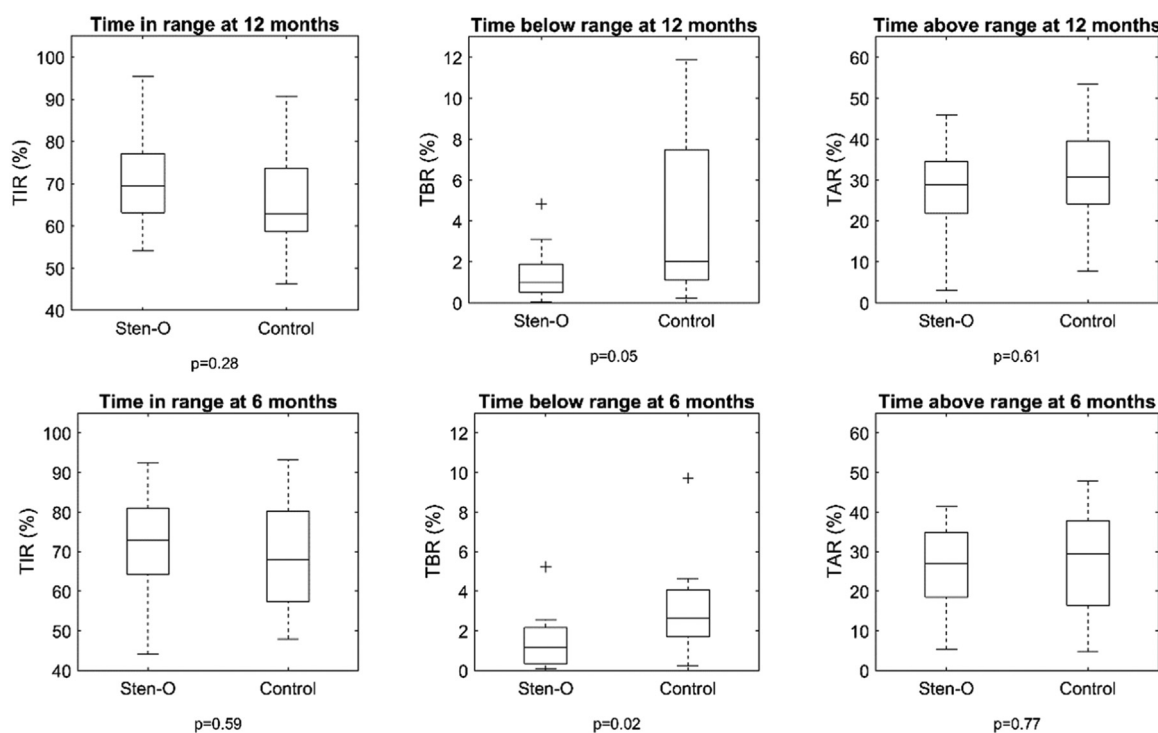 Time in range at 12 months
Time below range at 12 months
Time above range at 12 months
TIR (%)
100
90
80
70
60
50
40
Sten-O
Control
p=0.28
TBR (%)
12
10
8
6
4
2
0
Sten-O
Control
p=0.05
TAR (%)
60
50
40
30
20
10
0
Sten-O
Control
p=0.61
Time in range at 6 months
Time below range at 6 months
Time above range at 6 months
TIR (%)
100
90
80
70
60
50
40
Sten-O
Control
p=0.59
TBR (%)
12
10
8
6
4
2
0
Sten-O
Control
p=0.02
TAR (%)
60
50
40
30
20
10
0
Sten-O
Control
p=0.77